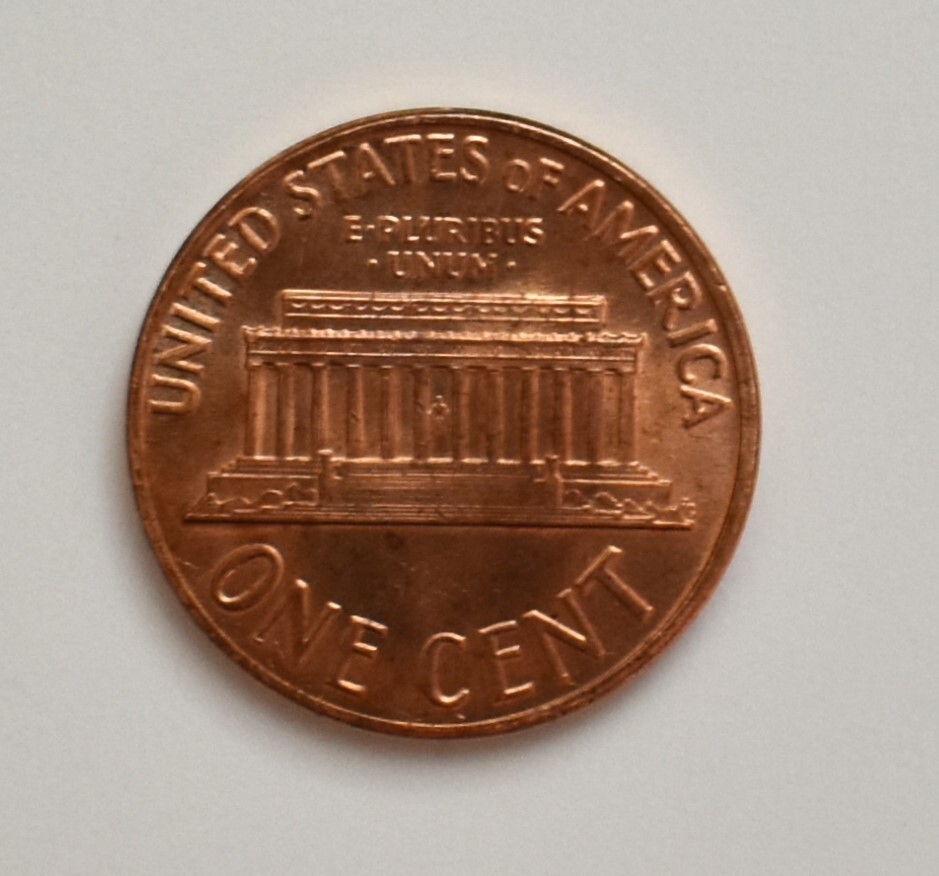 UNITED STATES OF AMERICA
E·PLURIBUS
·UNUM·
ONE CENT